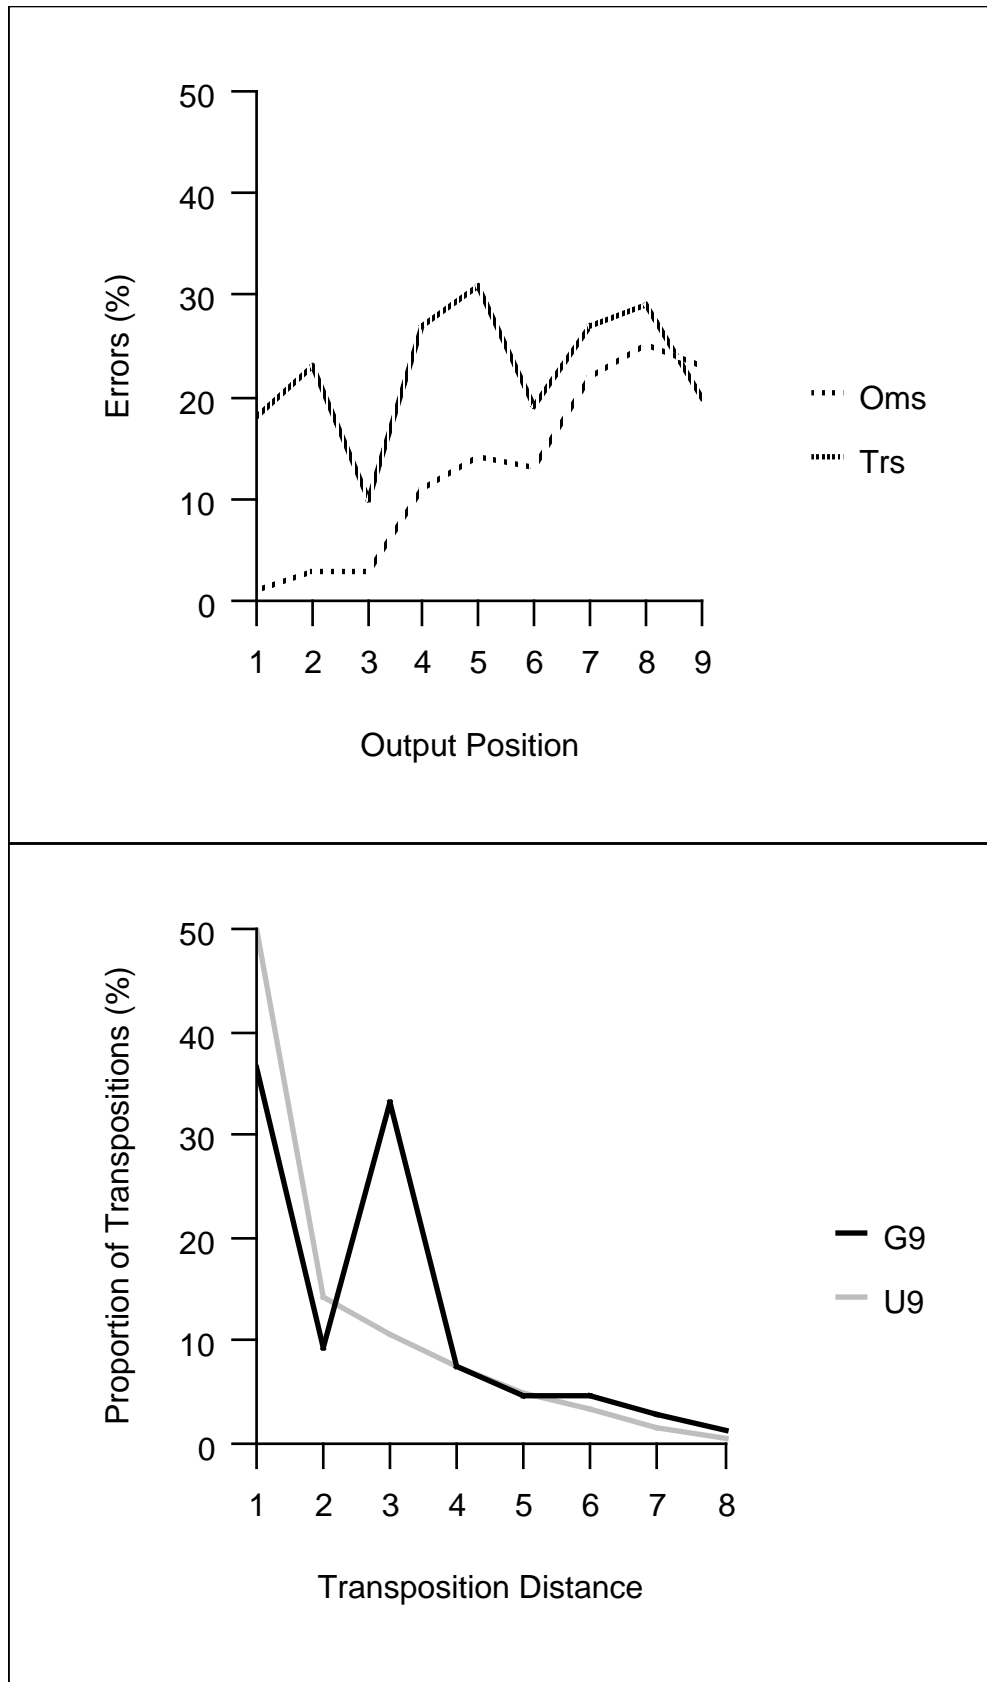 50
40
30
20
10
0
Errors (%)
1 2 3 4 5 6 7 8 9
Output Position
Oms
Trs
50
40
30
20
10
0
Proportion of Transpositions (%)
1 2 3 4 5 6 7 8
Transposition Distance
G9
U9